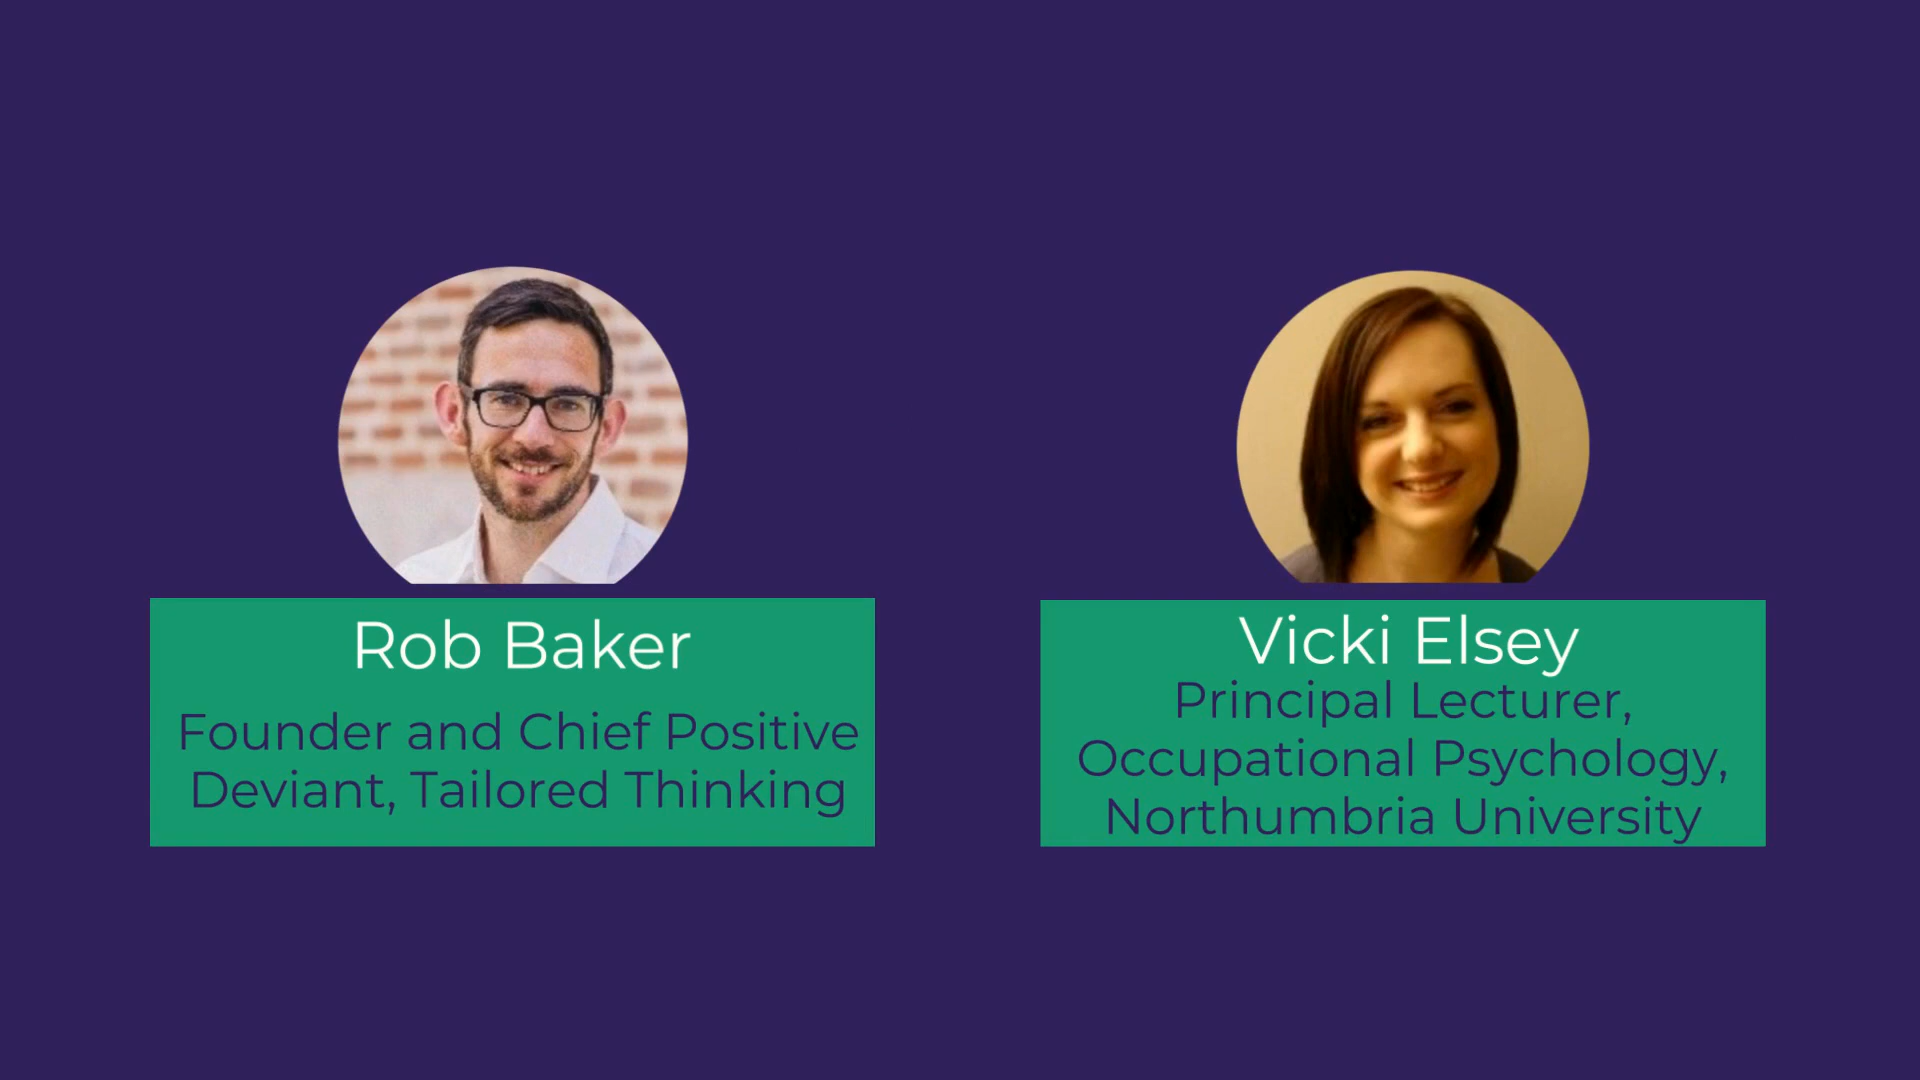 Rob Baker
Founder and Chief Positive
Deviant, Tailored Thinking
Vicki Elsey
Principal Lecturer,
Occupational Psychology,
Northumbria University